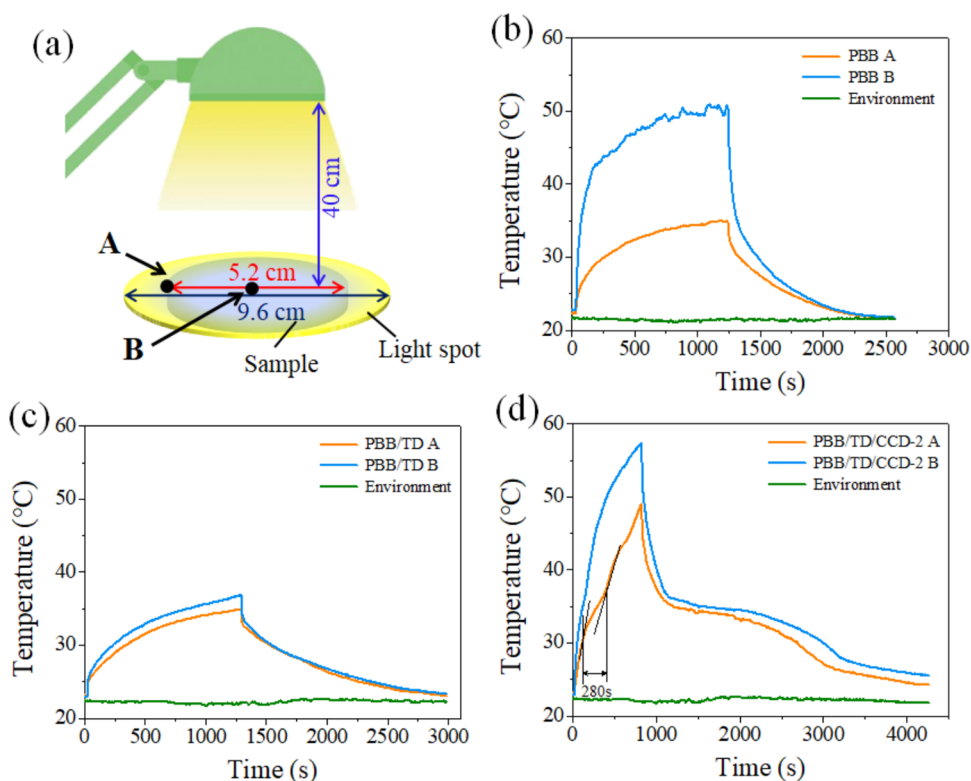 (a)
40 cm
A
5.2 cm
9.6 cm
B
Sample
Light spot
(b)
Temperature (°C)
60
50
40
30
20
PBB A
PBB B
Environment
0
500
1000
1500
2000
2500
3000
Time (s)
(c)
Temperature (°C)
60
50
40
30
20
PBB/TD A
PBB/TD B
Environment
0
500
1000
1500
2000
2500
3000
Time (s)
(d)
Temperature (°C)
60
50
40
30
20
PBB/TD/CCD-2 A
PBB/TD/CCD-2 B
Environment
280s
0
1000
2000
3000
4000
Time (s)